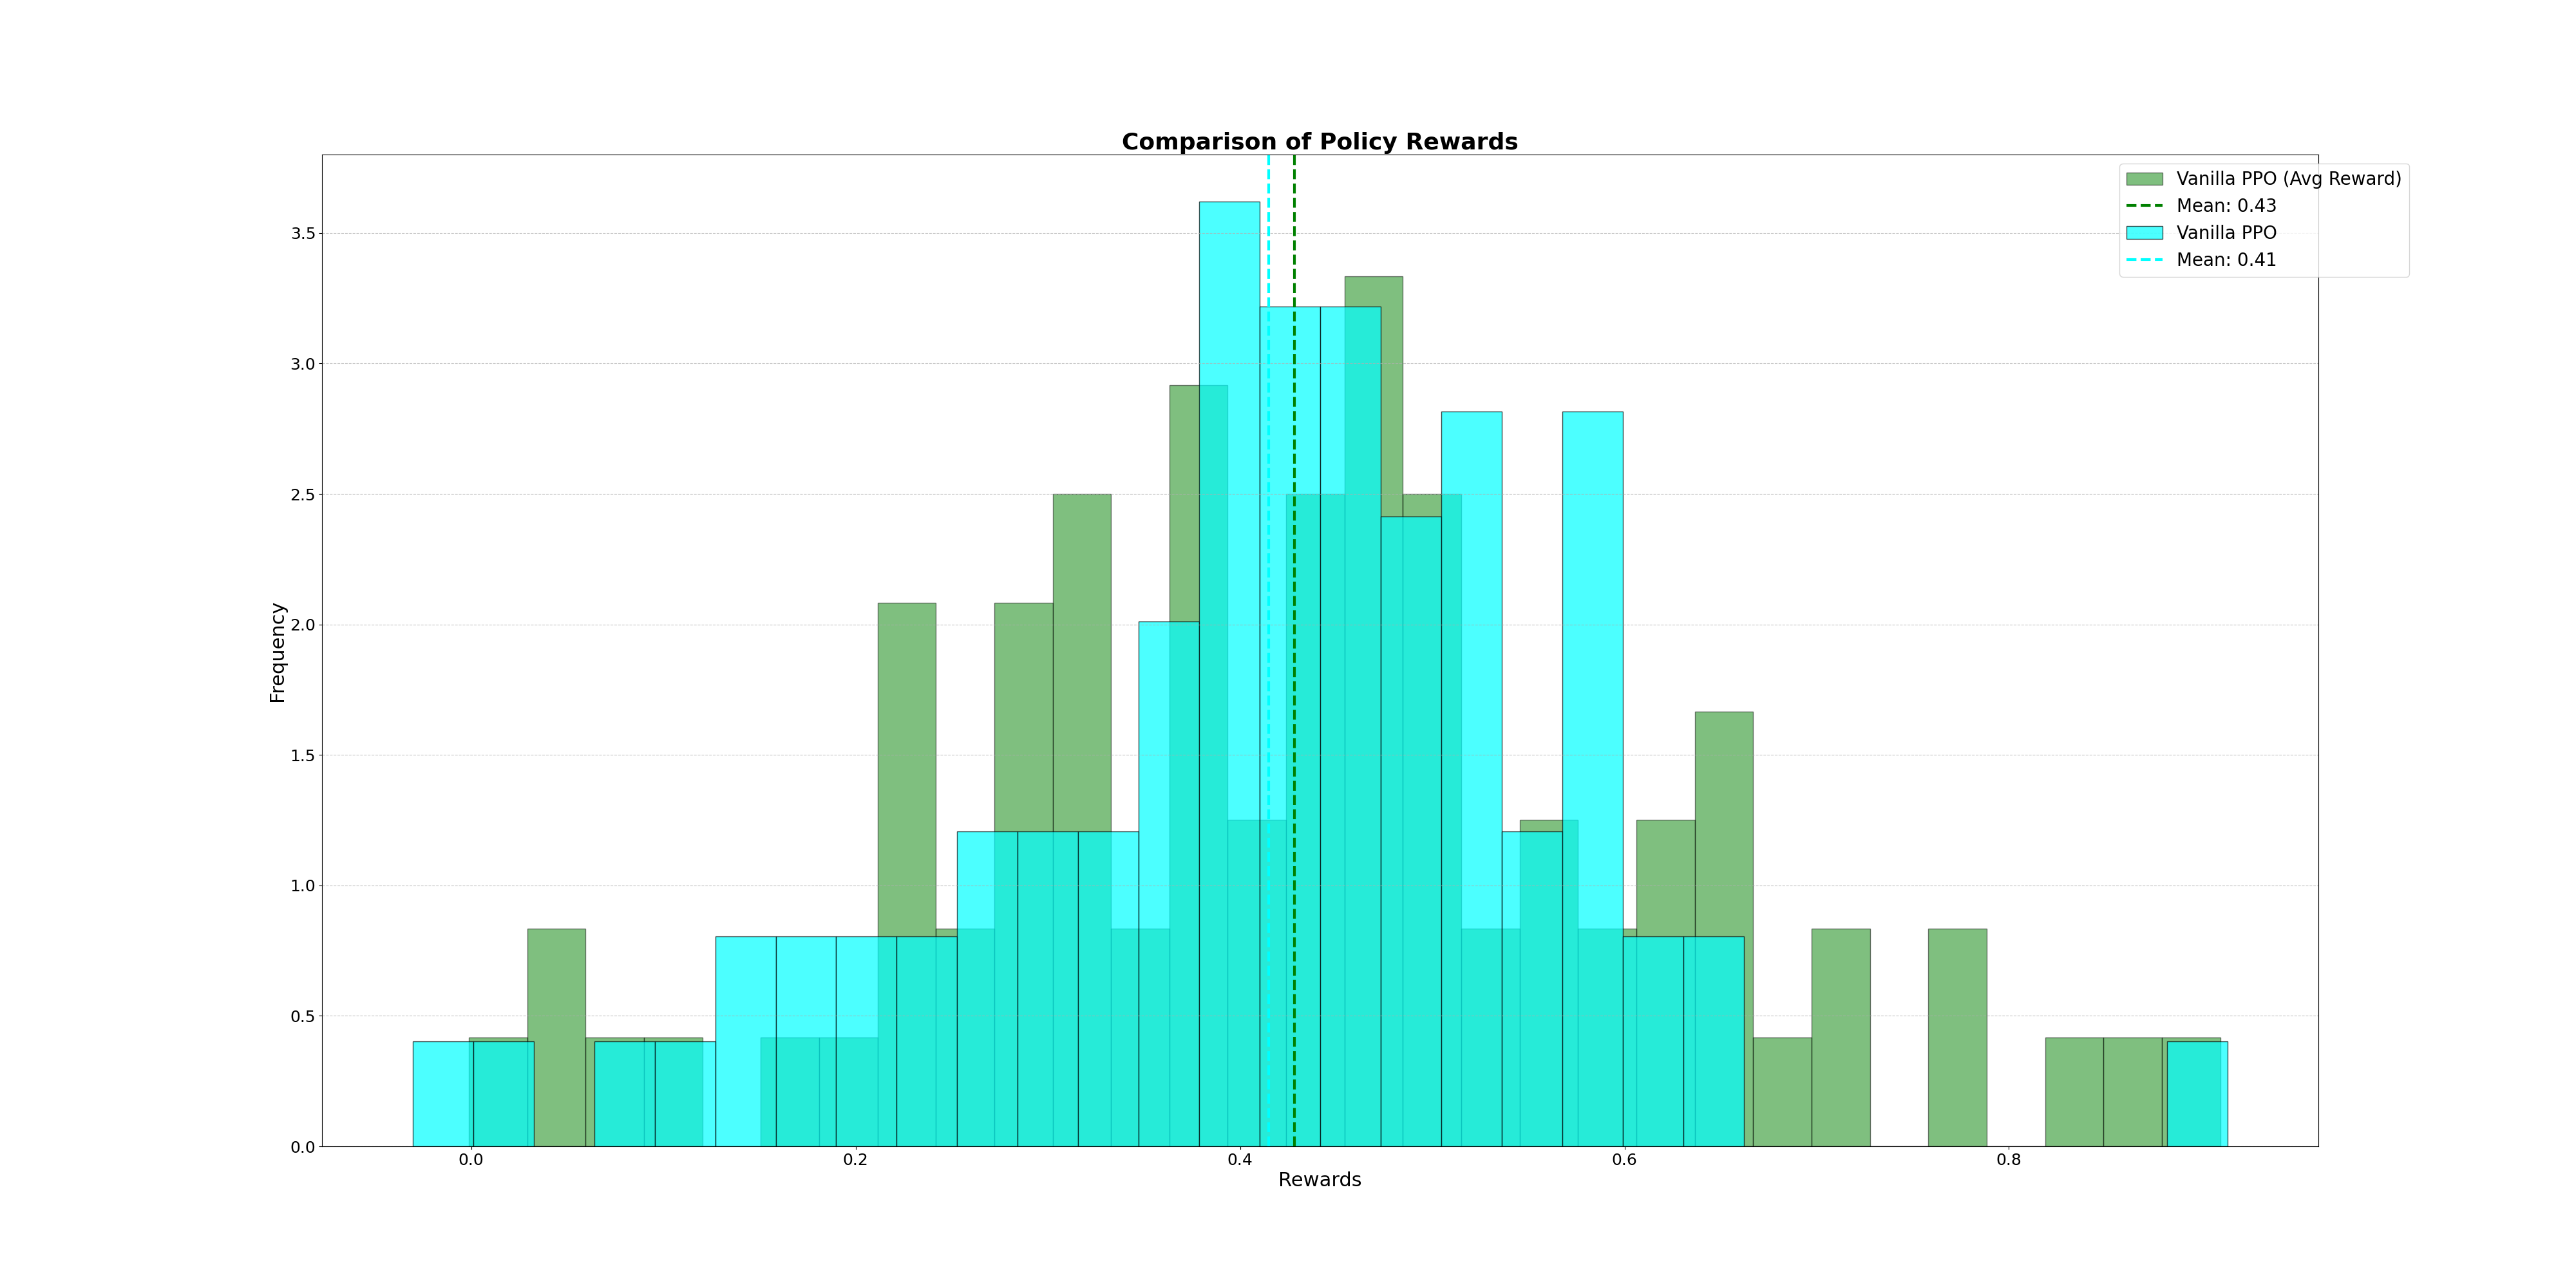 Comparison of Policy Rewards
Vanilla PPO (Avg Reward)
Mean: 0.43
Vanilla PPO
Mean: 0.41
Frequency
3.5
3.0
2.5
2.0
1.5
1.0
0.5
0.0
0.0 0.2 0.4 0.6 0.8
Rewards